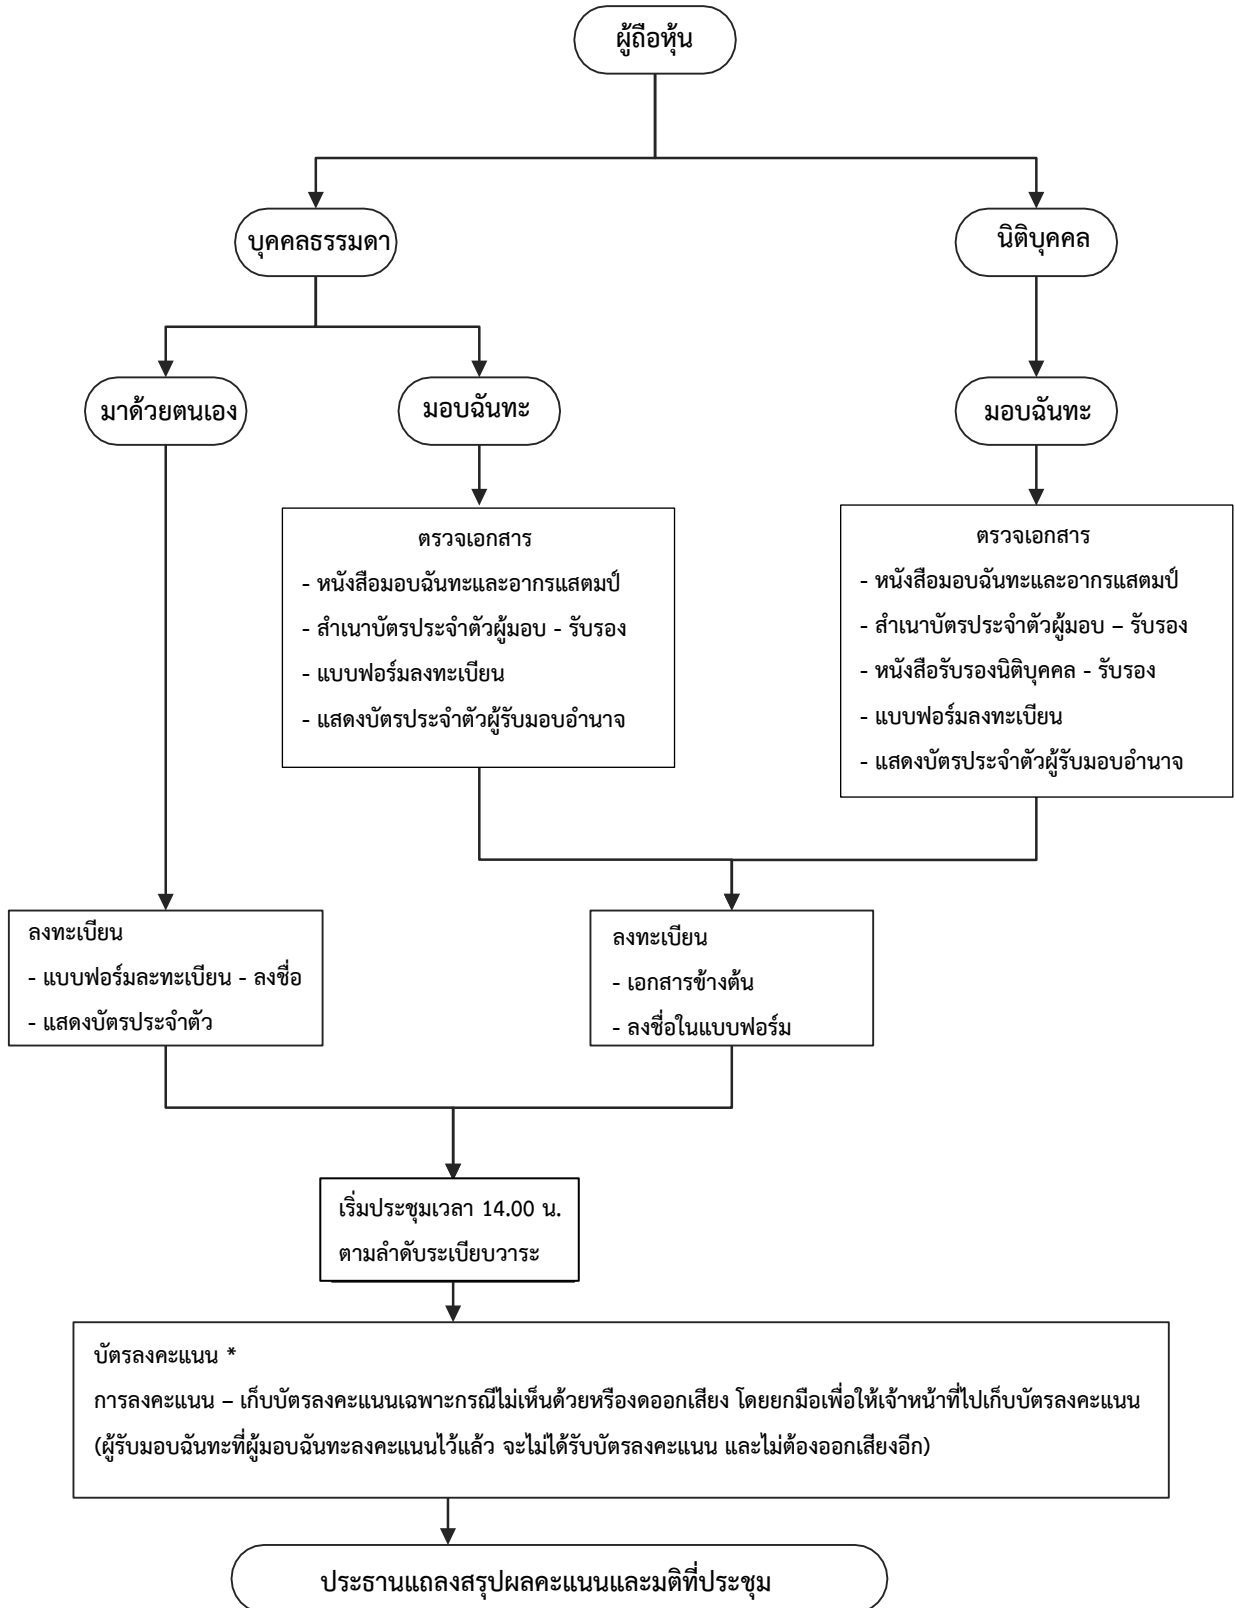 ผู้ถือหุ้น
บุคคลธรรมดา
นิติบุคคล
มาด้วยตนเอง
มอบฉันทะ
มอบฉันทะ
ตรวจเอกสาร
- หนังสือมอบฉันทะและอากรแสตมป์
- สำเนาบัตรประจำตัวผู้มอบ - รับรอง
- แบบฟอร์มลงทะเบียน
- แสดงบัตรประจำตัวผู้รับมอบอำนาจ
ตรวจเอกสาร
- หนังสือมอบฉันทะและอากรแสตมป์
- สำเนาบัตรประจำตัวผู้มอบ – รับรอง
- หนังสือรับรองนิติบุคคล - รับรอง
- แบบฟอร์มลงทะเบียน
- แสดงบัตรประจำตัวผู้รับมอบอำนาจ
ลงทะเบียน
- แบบฟอร์มละทะเบียน - ลงชื่อ
- แสดงบัตรประจำตัว
ลงทะเบียน
- เอกสารข้างต้น
- ลงชื่อในแบบฟอร์ม
เริ่มประชุมเวลา 14.00 น.
ตามลำดับระเบียบวาระ
บัตรลงคะแนน *
การลงคะแนน – เก็บบัตรลงคะแนนเฉพาะกรณีไม่เห็นด้วยหรืองดออกเสียง โดยยกมือเพื่อให้เจ้าหน้าที่ไปเก็บบัตรลงคะแนน
(ผู้รับมอบฉันทะที่ผู้มอบฉันทะลงคะแนนไว้แล้ว จะไม่ได้รับบัตรลงคะแนน และไม่ต้องออกเสียงอีก)
ประธานแถลงสรุปผลคะแนนและมติที่ประชุม